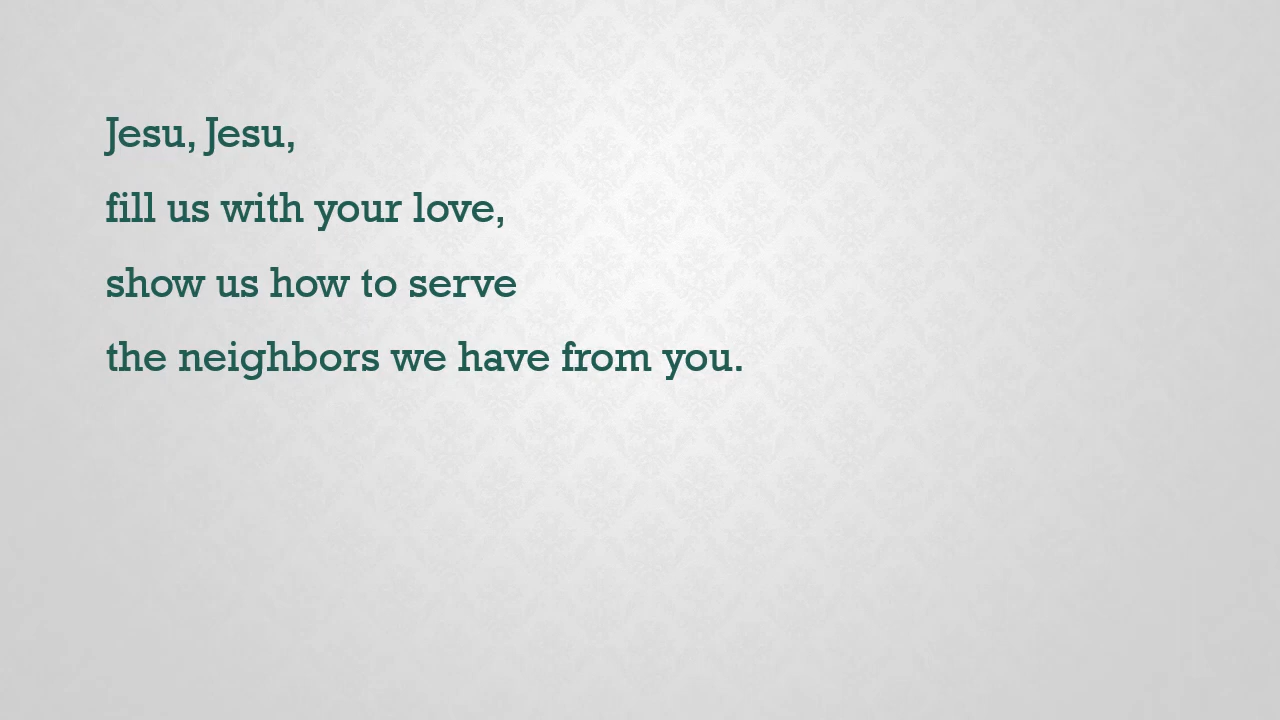 Jesu, Jesu,
fill us with your love,
show us how to serve
the neighbors we have from you.